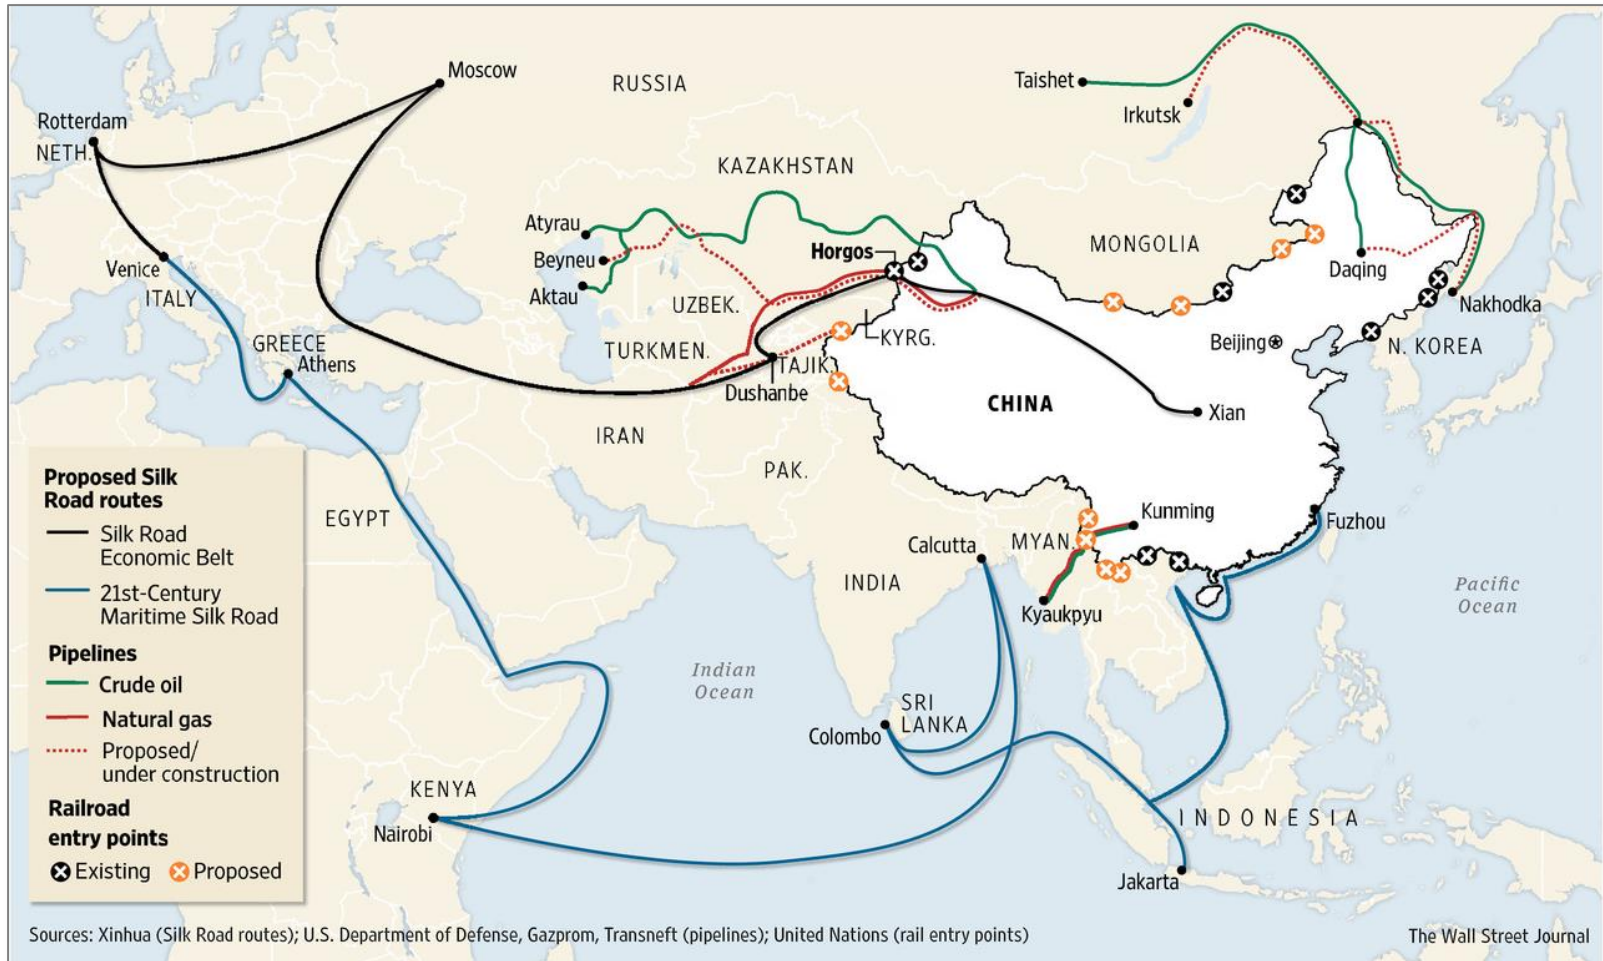 Moscow
RUSSIA
Taishet
Irkutsk
Rotterdam
NETH.
KAZAKHSTAN
Atyrau
Beyneu
Aktau
Horgos
MONGOLIA
Daqing
Nakhodka
Venice
ITALY
UZBEK.
TURKMEN.
KYRG.
TAJIK.
Dushanbe
Beijing
N. KOREA
GREECE
Athens
CHINA
Xian
IRAN
PAK.
EGYPT
Kunming
Fuzhou
Calcutta
MYAN.
INDIA
Kyaukpyu
Pacific
Ocean
Indian
Ocean
SRI
LANKA
Colombo
KENYA
Nairobi
INDONESIA
Jakarta
Proposed Silk
Road routes
Silk Road
Economic Belt
21st-Century
Maritime Silk Road
Pipelines
Crude oil
Natural gas
Proposed/
under construction
Railroad
entry points
Existing
Proposed
Sources: Xinhua (Silk Road routes); U.S. Department of Defense, Gazprom, Transneft (pipelines); United Nations (rail entry points)
The Wall Street Journal